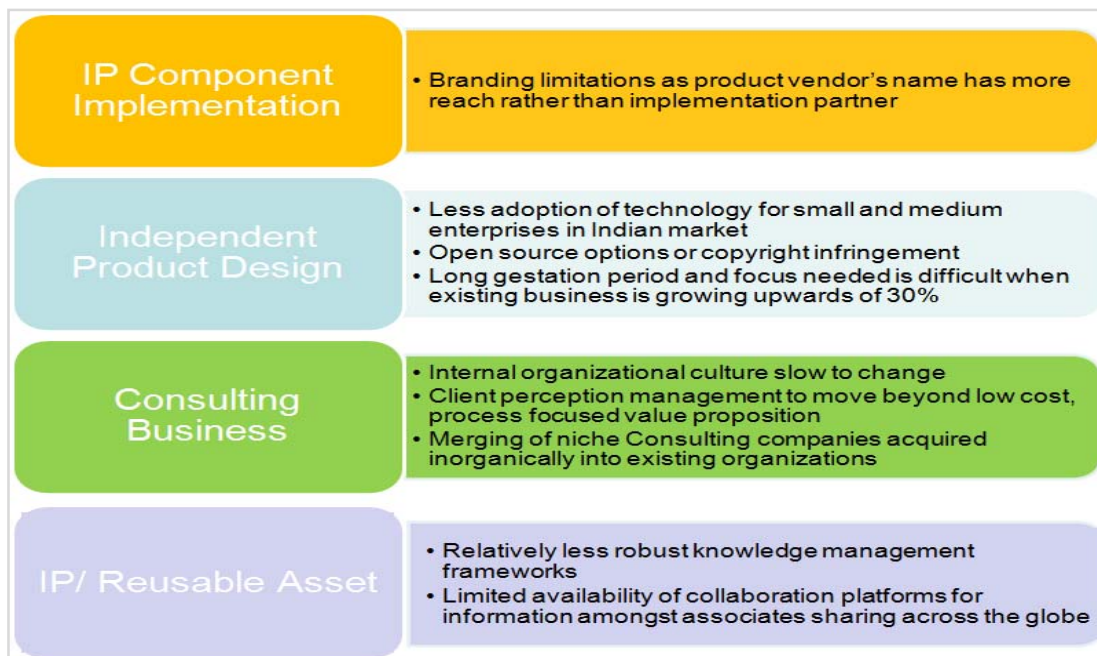 IP Component
Implementation
• Branding limitations as product vendor's name has more
reach rather than implementation partner
Independent
Product Design
• Less adoption of technology for small and medium
enterprises in Indian market
• Open source options or copyright infringement
• Long gestation period and focus needed is difficult when
existing business is growing upwards of 30%
Consulting
Business
• Internal organizational culture slow to change
• Client perception management to move beyond low cost,
process focused value proposition
• Merging of niche Consulting companies acquired
inorganically into existing organizations
IP/ Reusable Asset
• Relatively less robust knowledge management
frameworks
• Limited availability of collaboration platforms for
information amongst associates sharing across the globe